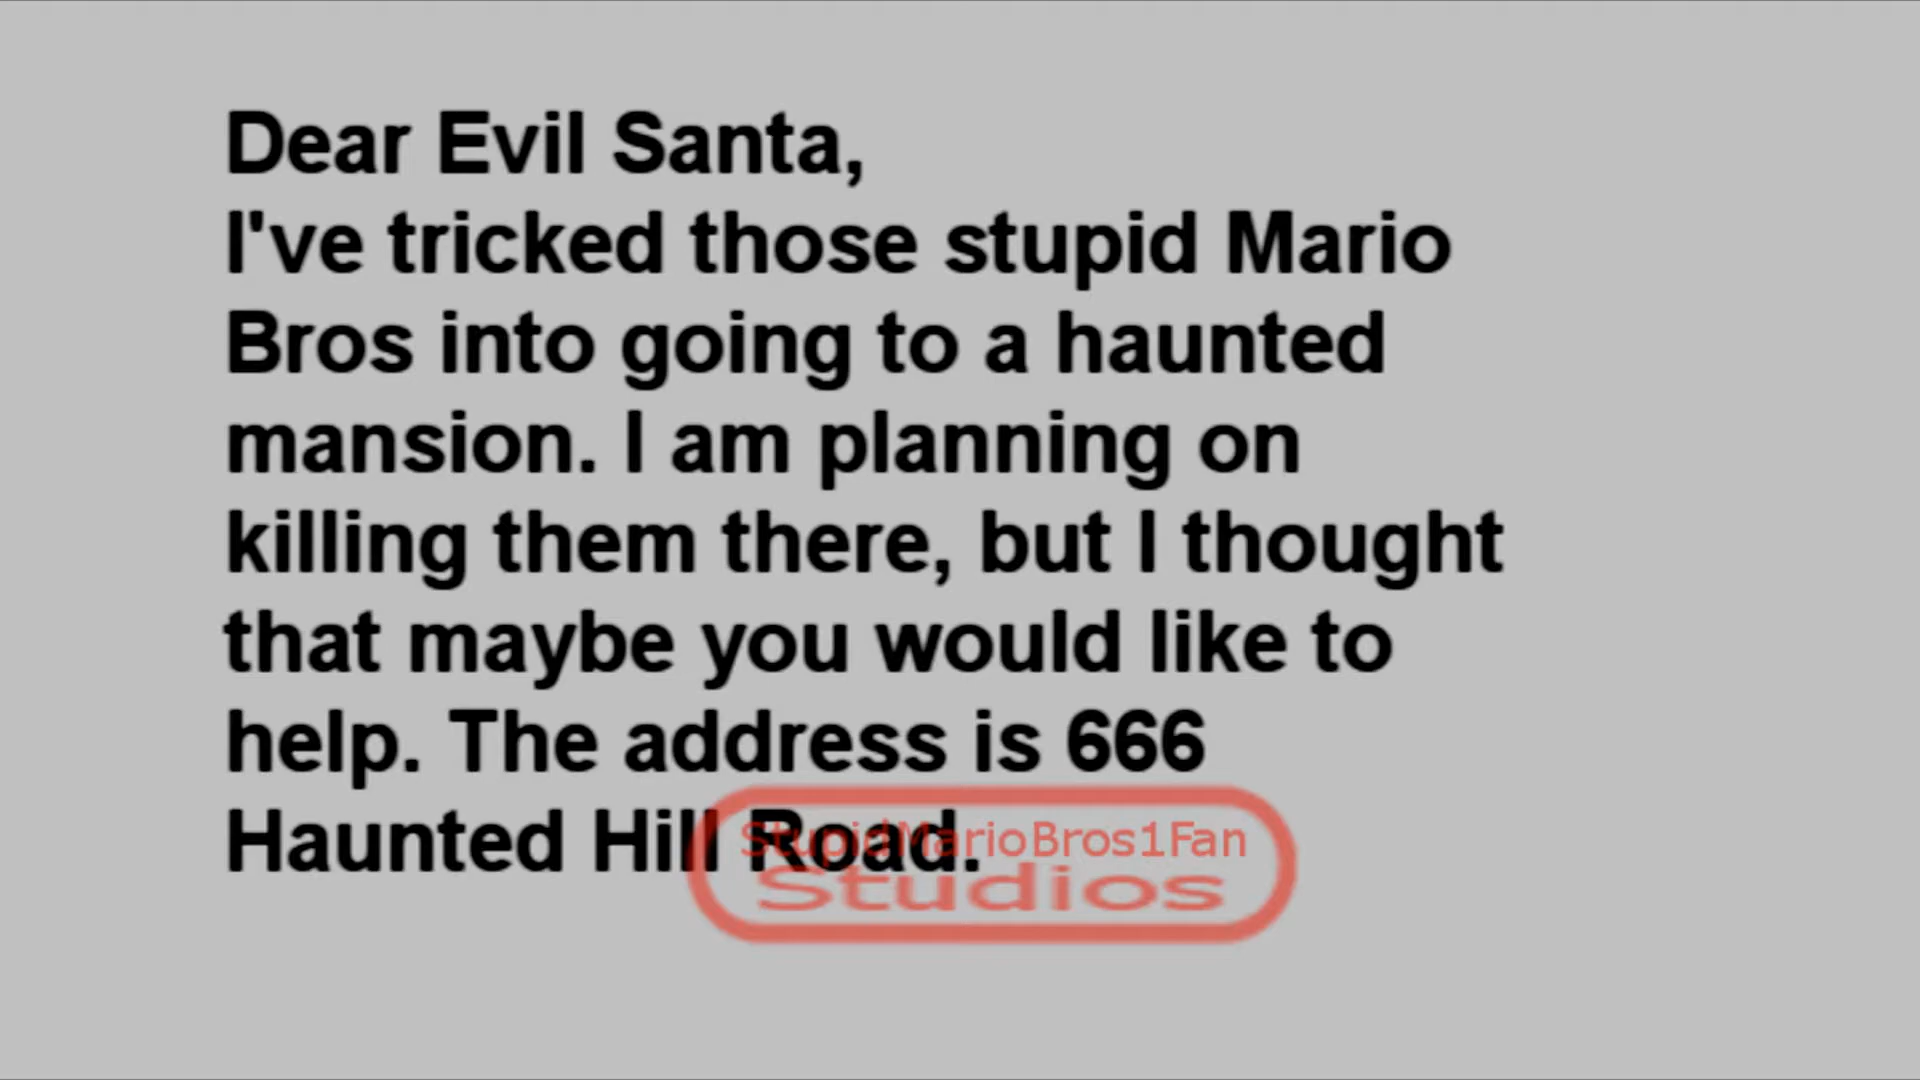 Dear Evil Santa,
I've tricked those stupid Mario
Bros into going to a haunted
mansion. I am planning on
killing them there, but I thought
that maybe you would like to
help. The address is 666
Haunted Hill Road.
StupidMarioBros1Fan
Studios